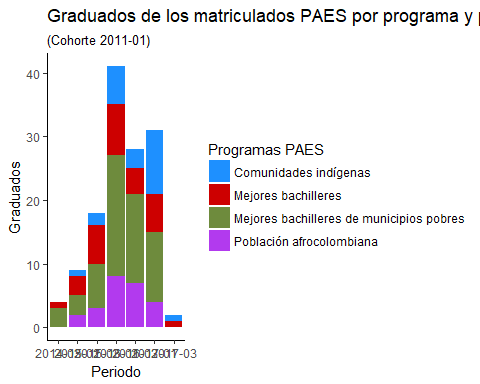 Graduados de los matriculados PAES por programa y
(Cohorte 2011-01)
Graduados
40
30
20
10
0
Periodo
Programas PAES
Comunidades indígenas
Mejores bachilleres
Mejores bachilleres de municipios pobres
Población afrocolombiana